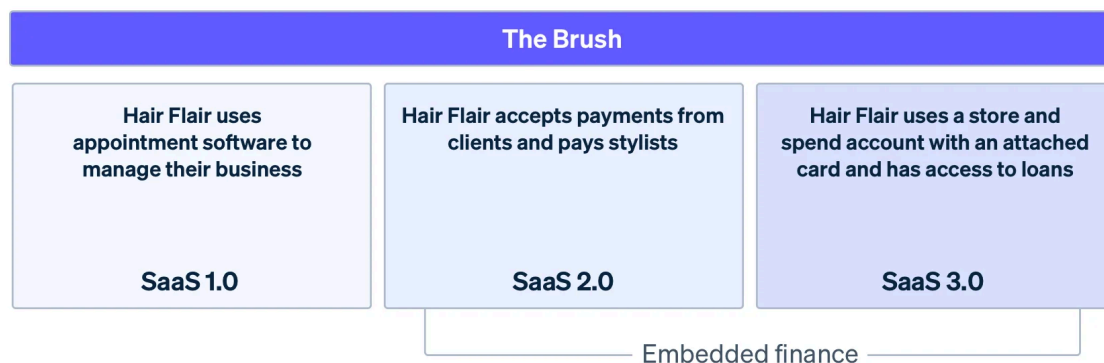 The Brush
Hair Flair uses
appointment software to
manage their business
SaaS 1.0
Hair Flair accepts payments from
clients and pays stylists
SaaS 2.0
Hair Flair uses a store and
spend account with an attached
card and has access to loans
SaaS 3.0
Embedded finance